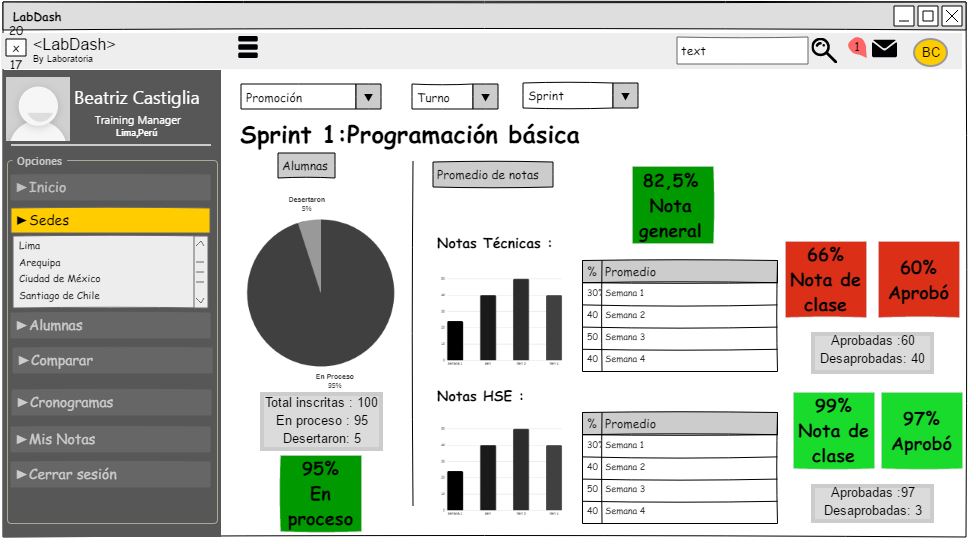 LabDash
20
x
17
<LabDash>
By Laboratoria
text
1
BC
Beatriz Castiglia
Training Manager
Lima,Perú
Opciones
Inicio
Sedes
Lima
Arequipa
Ciudad de México
Santiago de Chile
Alumnas
Comparar
Cronogramas
Mis Notas
Cerrar sesión
Promoción
Turno
Sprint
Sprint 1:Programación básica
Alumnas
Desertaron
5%
En Proceso
95%
Total inscritas : 100
En proceso : 95
Desertaron: 5
95%
En
proceso
Promedio de notas
82,5%
Nota
general
Notas Técnicas :
% Promedio
30% Semana 1
40 Semana 2
50 Semana 3
40 Semana 4
66%
Nota de
clase
60%
Aprobó
Aprobadas :60
Desaprobadas: 40
Notas HSE :
% Promedio
30% Semana 1
40 Semana 2
50 Semana 3
40 Semana 4
99%
Nota de
clase
97%
Aprobó
Aprobadas :97
Desaprobadas: 3